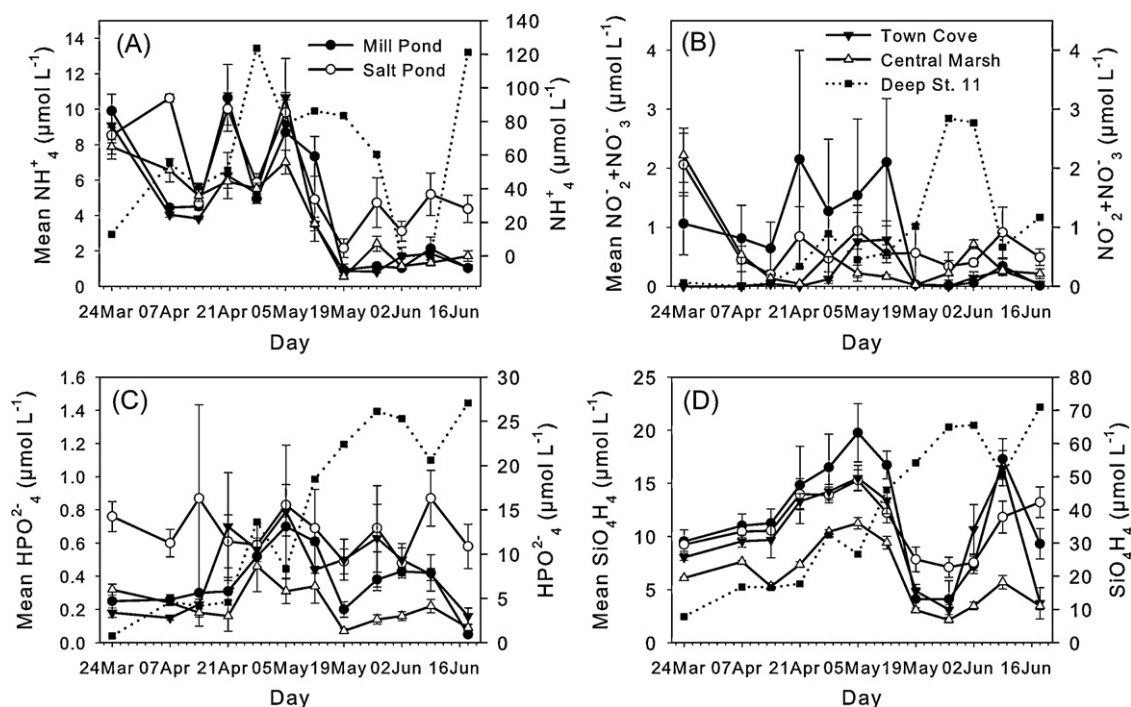 (A)
Mill Pond
Salt Pond
Mean NH⁺₄ (µmol L⁻¹)
14
12
10
8
6
4
2
0
NH⁺₄ (µmol L⁻¹)
140
120
100
80
60
40
20
0
24Mar 07Apr 21Apr 05May 19May 02Jun 16Jun
Day
(B)
Town Cove
Central Marsh
Deep St. 11
Mean NO⁻₂+NO⁻₃ (µmol L⁻¹)
4
3
2
1
0
NO⁻₂+NO⁻₃ (µmol L⁻¹)
4
3
2
1
0
24Mar 07Apr 21Apr 05May 19May 02Jun 16Jun
Day
(C)
Mean HPO²⁻₄ (µmol L⁻¹)
1.6
1.4
1.2
1.0
0.8
0.6
0.4
0.2
0.0
HPO²⁻₄ (µmol L⁻¹)
30
25
20
15
10
5
0
24Mar 07Apr 21Apr 05May 19May 02Jun 16Jun
Day
(D)
Mean SiO₄H₄ (µmol L⁻¹)
25
20
15
10
5
0
SiO₄H₄ (µmol L⁻¹)
80
70
60
50
40
30
20
10
0
24Mar 07Apr 21Apr 05May 19May 02Jun 16Jun
Day